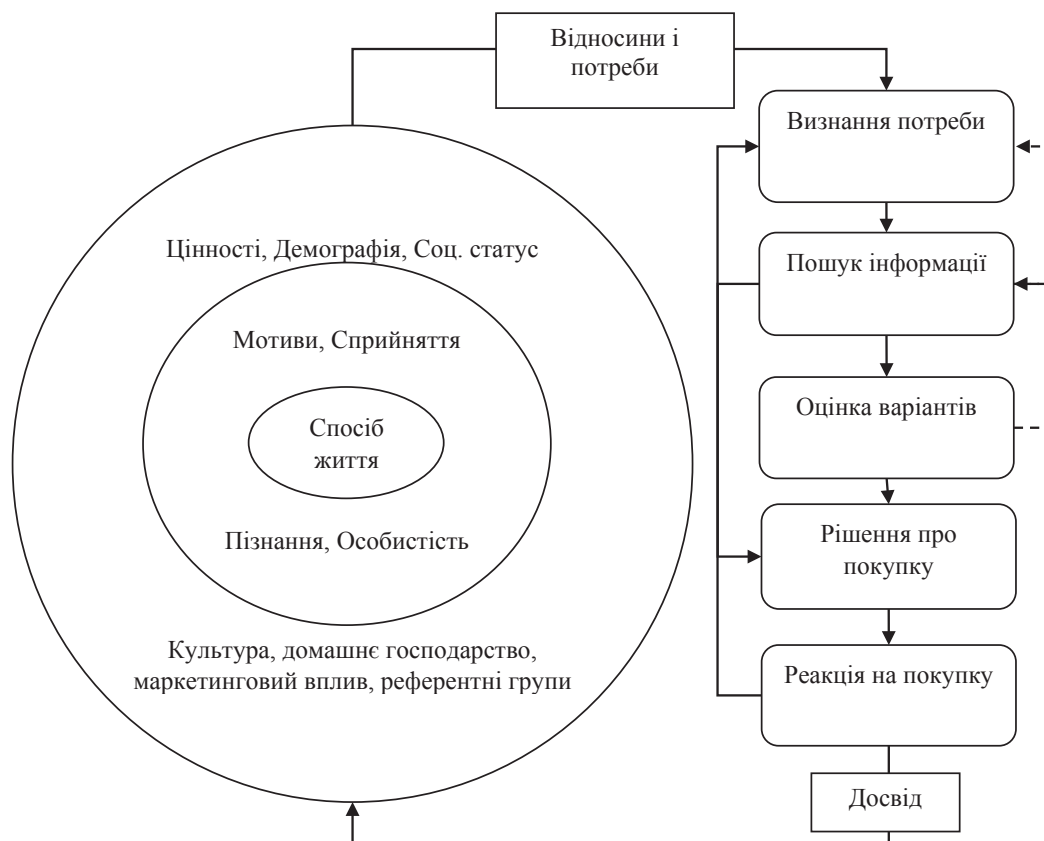 Відносини і
потреби
Визнання потреби
Цінності, Демографія, Соц. статус
Пошук інформації
Мотиви, Сприйняття
Оцінка варіантів
Спосіб
життя
Пізнання, Особистість
Рішення про
покупку
Культура, домашнє господарство,
маркетинговий вплив, референтні групи
Реакція на покупку
Досвід